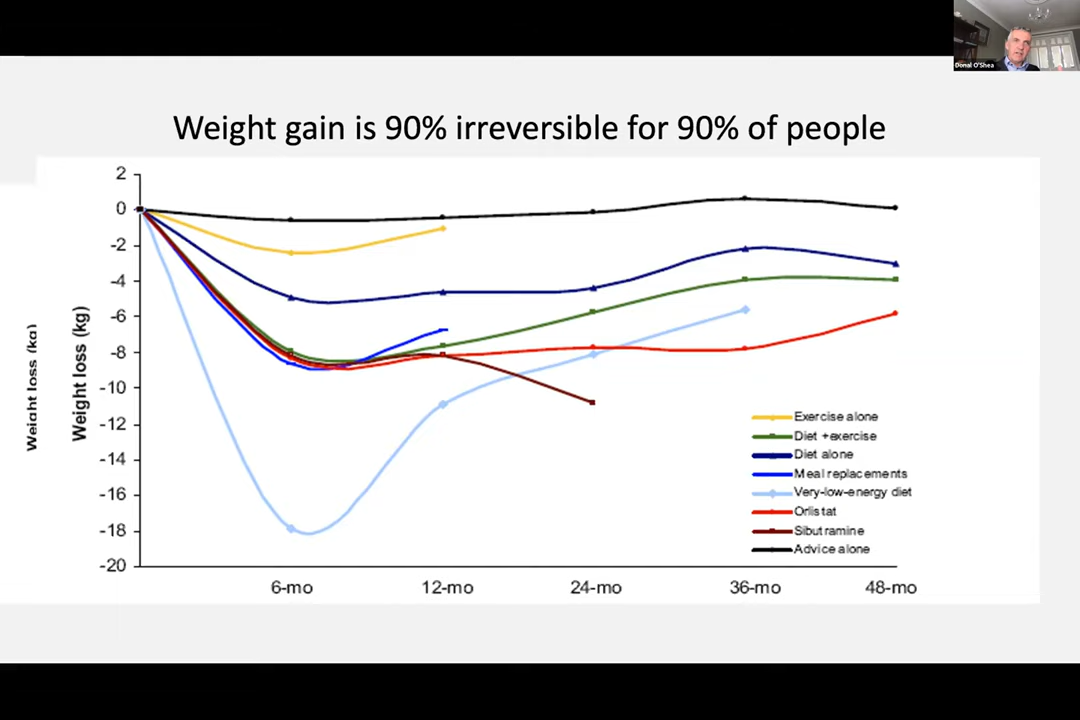 Donal O'Shea
Weight gain is 90% irreversible for 90% of people
2
0
-2
-4
-6
-8
-10
-12
-14
-16
-18
-20
Weight loss (kg)
Weight loss (kg)
6-mo
12-mo
24-mo
36-mo
48-mo
Exercise alone
Diet +exercise
Diet alone
Meal replacements
Very-low-energy diet
Orlistat
Sibutramine
Advice alone